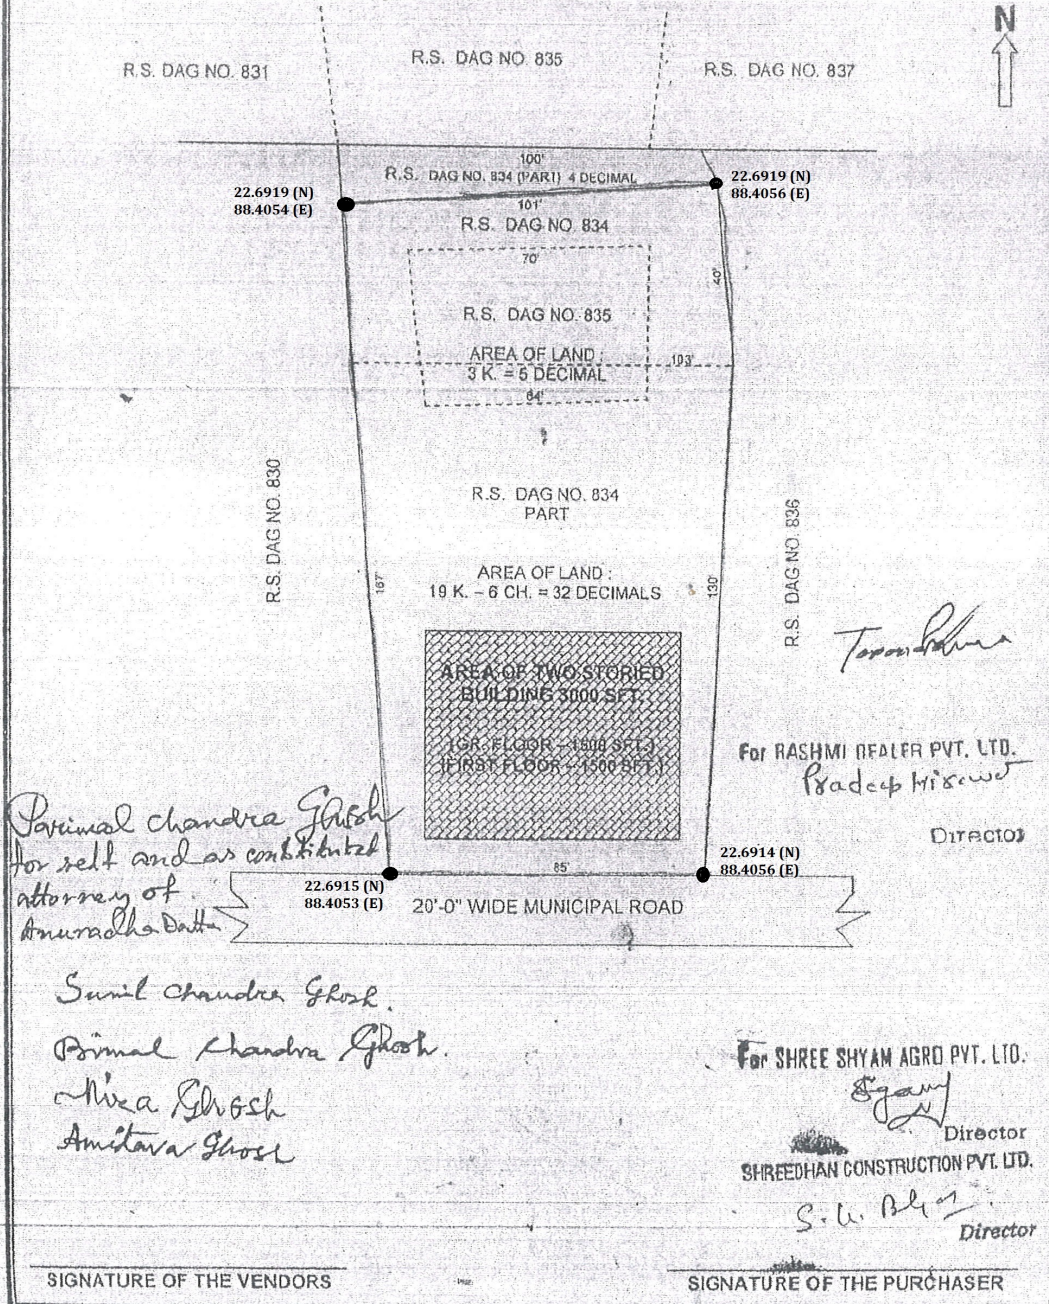 N
R.S. DAG NO. 831
R.S. DAG NO. 835
R.S. DAG NO. 837
100'
R.S. DAG NO. 834 (PART) 4 DECIMAL
22.6919 (N)
88.4054 (E)
22.6919 (N)
88.4056 (E)
101'
R.S. DAG NO. 834
70'
40'
R.S. DAG NO. 835
AREA OF LAND :
3 K. = 5 DECIMAL
103'
64'
R.S. DAG NO. 830
R.S. DAG NO. 834
PART
R.S. DAG NO. 836
AREA OF LAND :
19 K. - 6 CH. = 32 DECIMALS
167'
130'
AREA OF TWO STORIED
BUILDING 3000 SFT.
(GR. FLOOR - 1500 SFT.)
(FIRST FLOOR - 1500 SFT.)
For RASHMI DEALER PVT. LTD.
Pradeep
Director
Parimal Chandra Ghosh
for self and as constituted
attorney of
Anuradha Datta
85'
22.6915 (N)
88.4053 (E)
22.6914 (N)
88.4056 (E)
20'-0" WIDE MUNICIPAL ROAD
Sunil Chandra Ghosh.
Bimal Chandra Ghosh.
Ghosh
Amitava Ghosh
For SHREE SHYAM AGRO PVT. LTD.
Director
SHREEDHAN CONSTRUCTION PVT. LTD.
Director
SIGNATURE OF THE VENDORS
SIGNATURE OF THE PURCHASER